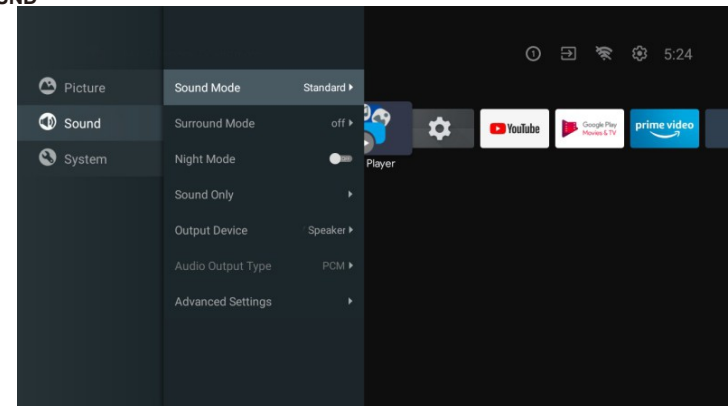 5:24
Picture
Sound
System
Sound Mode Standard
Surround Mode off
Night Mode
Sound Only
Output Device Speaker
Audio Output Type PCM
Advanced Settings
Player
YouTube
Google Play
Movies & TV
prime video